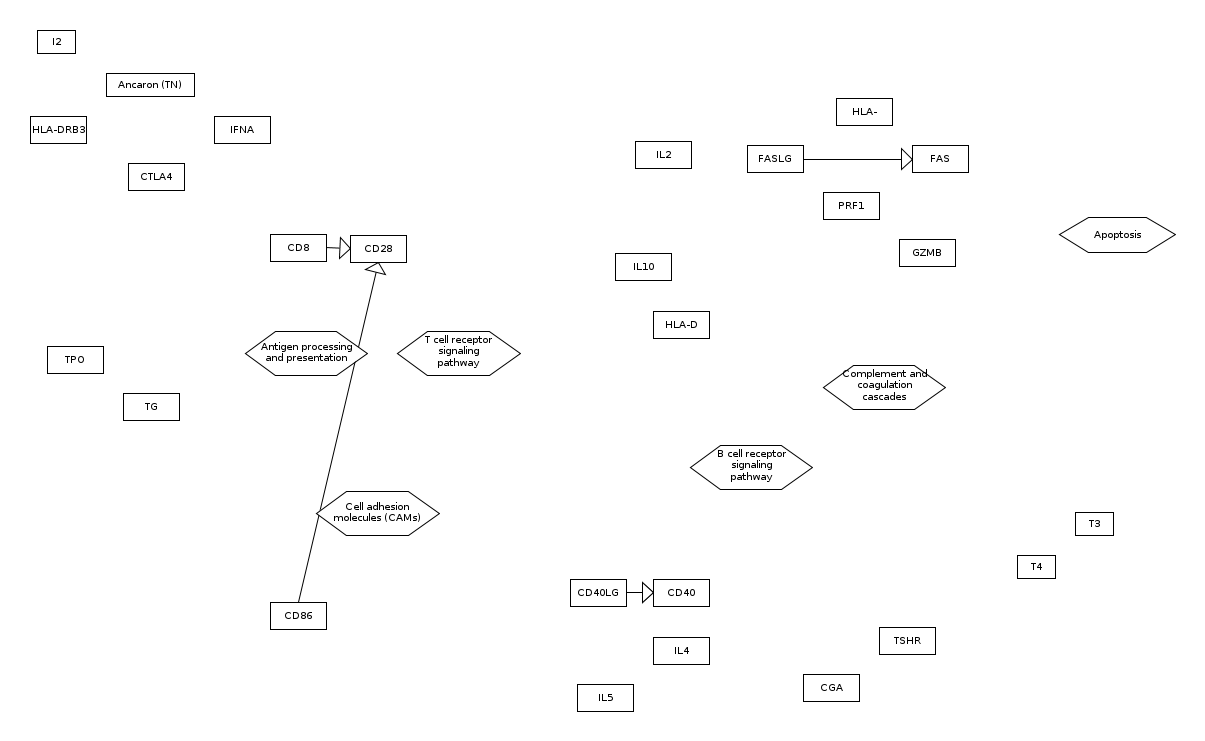 I2
Ancaron (TN)
HLA-
HLA-DRB3
IFNA
IL2
FASLG
FAS
CTLA4
PRF1
Apoptosis
CD8
CD28
GZMB
IL10
HLA-D
Antigen processing
and presentation
T cell receptor
signaling
pathway
TPO
Complement and
coagulation
cascades
TG
B cell receptor
signaling
pathway
Cell adhesion
molecules (CAMs)
T3
T4
CD40LG
CD40
CD86
TSHR
IL4
CGA
IL5